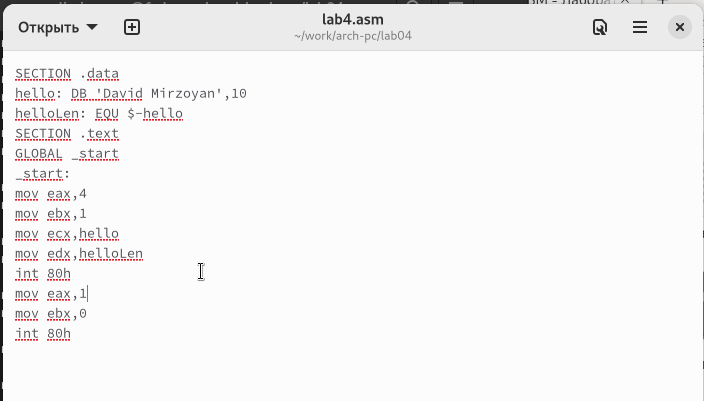 Открыть
lab4.asm
~/work/arch-pc/lab04
SECTION .data
hello: DB 'David Mirzoyan',10
helloLen: EQU $-hello
SECTION .text
GLOBAL _start
_start:
mov eax,4
mov ebx,1
mov ecx,hello
mov edx,helloLen
int 80h
mov eax,1
mov ebx,0
int 80h